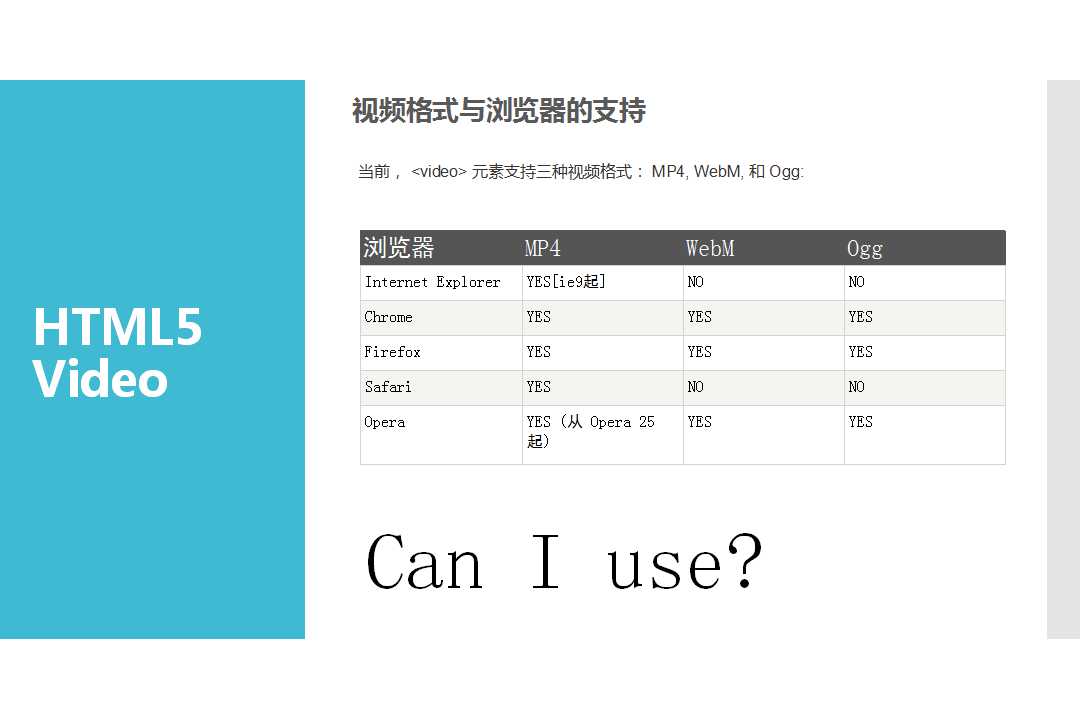 HTML5
Video
视频格式与浏览器的支持
当前， <video> 元素支持三种视频格式： MP4, WebM, 和 Ogg:
浏览器 MP4 WebM Ogg
Internet Explorer YES[ie9起] NO NO
Chrome YES YES YES
Firefox YES YES YES
Safari YES NO NO
Opera YES (从 Opera 25 YES YES
起)
Can I use?